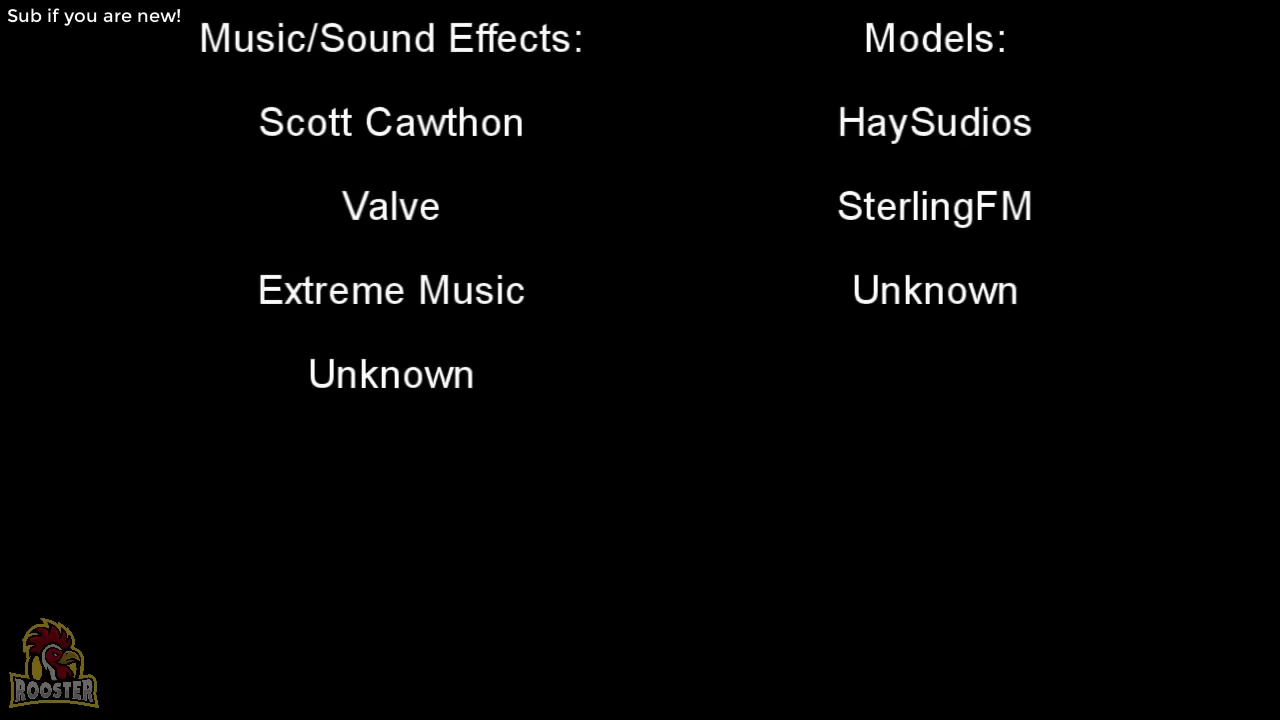 Sub if you are new!
Music/Sound Effects:
Scott Cawthon
Valve
Extreme Music
Unknown
Models:
HaySudios
SterlingFM
Unknown
ROOSTER